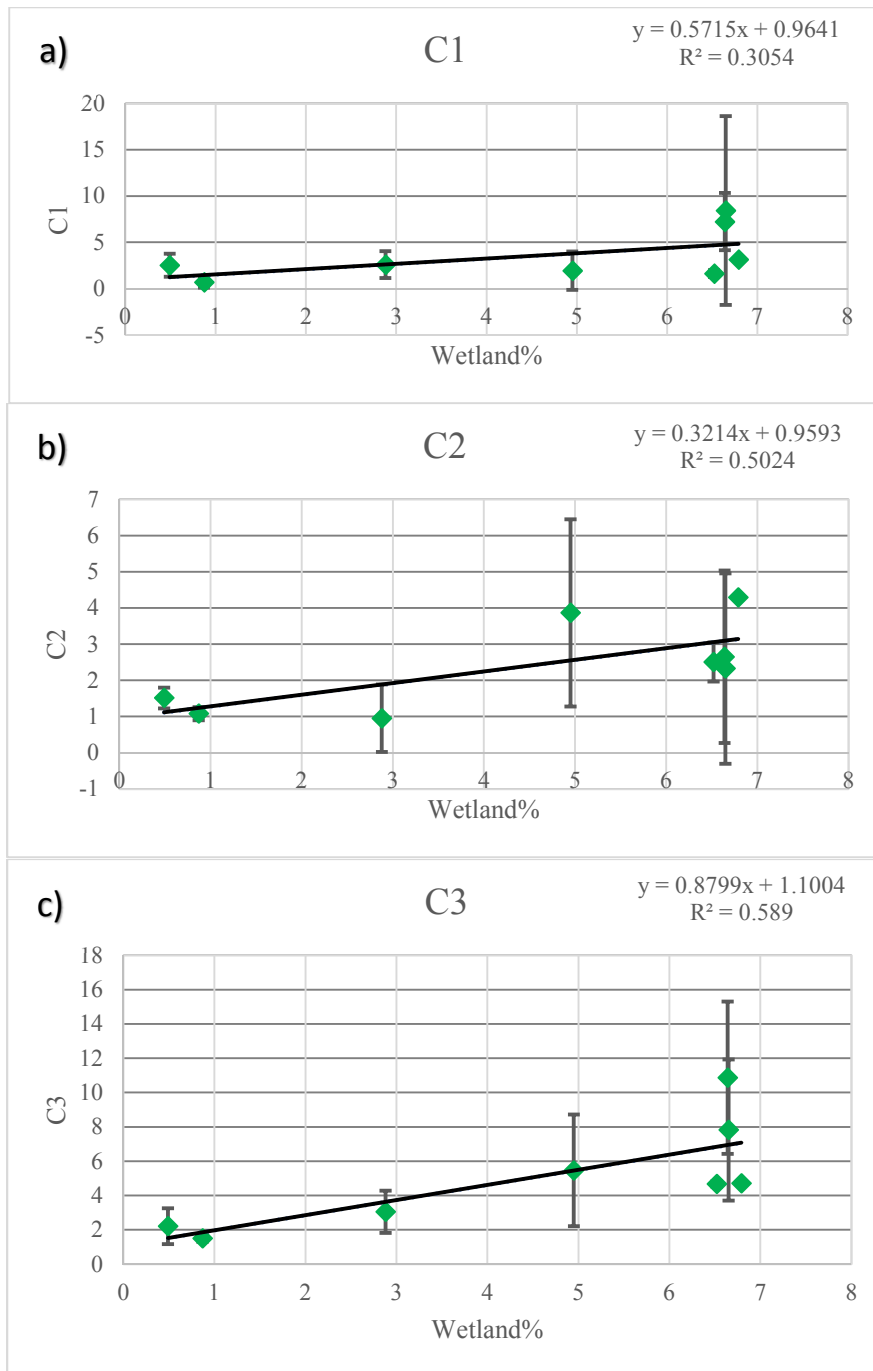 a)
C1
y = 0.5715x + 0.9641
R² = 0.3054
20
15
10
5
0
-5
C1
0 1 2 3 4 5 6 7 8
Wetland%
b)
C2
y = 0.3214x + 0.9593
R² = 0.5024
7
6
5
4
3
2
1
0
-1
C2
0 1 2 3 4 5 6 7 8
Wetland%
c)
C3
y = 0.8799x + 1.1004
R² = 0.589
18
16
14
12
10
8
6
4
2
0
C3
0 1 2 3 4 5 6 7 8
Wetland%